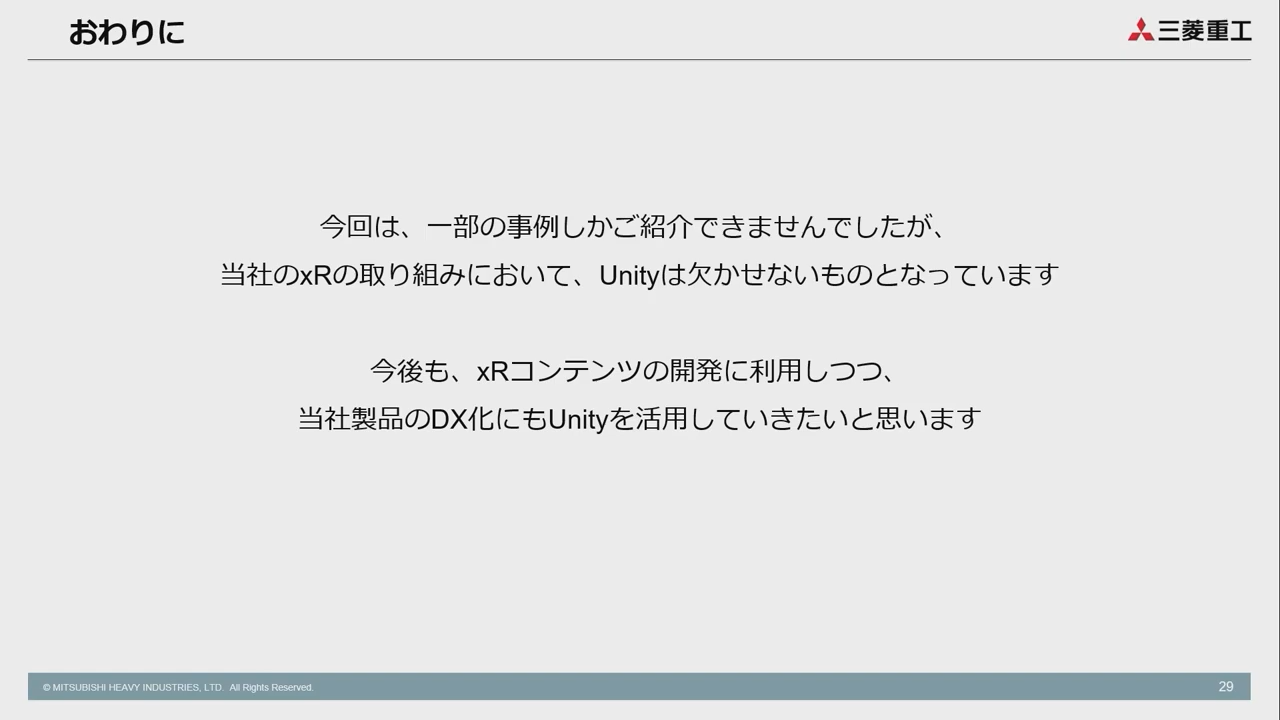 おわりに
三菱重工
今回は、一部の事例しかご紹介できませんでしたが、
当社のxRの取り組みにおいて、Unityは欠かせないものとなっています
今後も、xRコンテンツの開発に利用しつつ、
当社製品のDX化にもUnityを活用していきたいと思います
© MITSUBISHI HEAVY INDUSTRIES, LTD. All Rights Reserved.
29